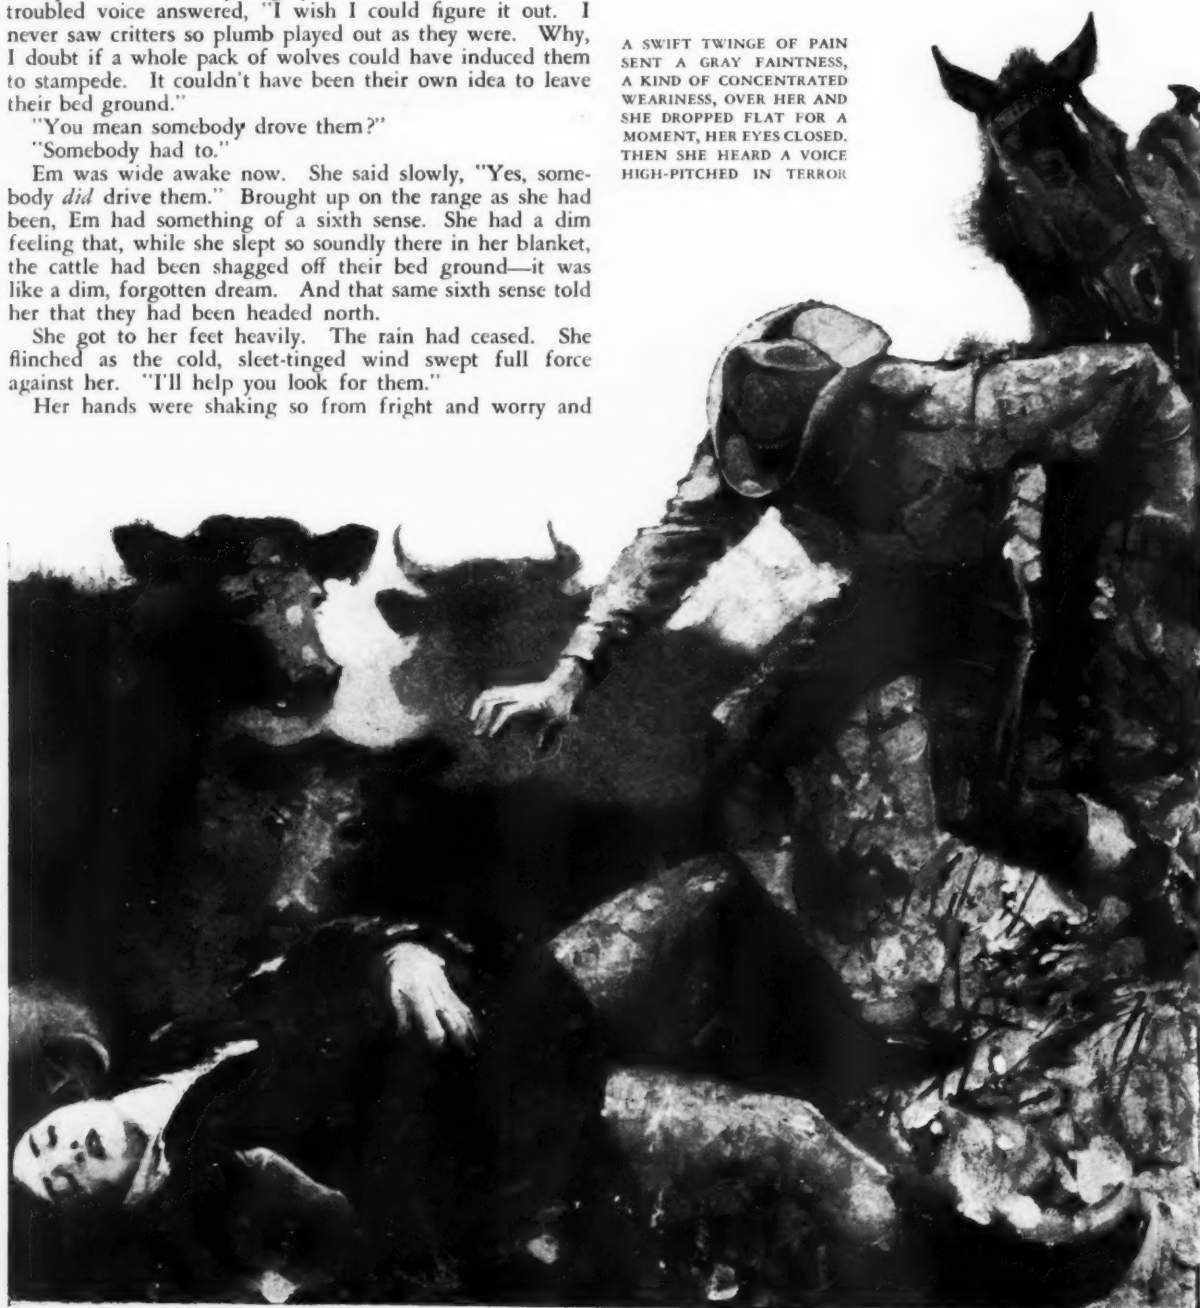 troubled voice answered, "I wish I could figure it out. I
never saw critters so plumb played out as they were. Why,
I doubt if a whole pack of wolves could have induced them
to stampede. It couldn't have been their own idea to leave
their bed ground."
"You mean somebody drove them?"
"Somebody had to."
Em was wide awake now. She said slowly, "Yes, some-
body did drive them." Brought up on the range as she had
been, Em had something of a sixth sense. She had a dim
feeling that, while she slept so soundly there in her blanket,
the cattle had been shagged off their bed ground—it was
like a dim, forgotten dream. And that same sixth sense told
her that they had been headed north.
She got to her feet heavily. The rain had ceased. She
flinched as the cold, sleet-tinged wind swept full force
against her. "I'll help you look for them."
Her hands were shaking so from fright and worry and
A SWIFT TWINGE OF PAIN
SENT A GRAY FAINTNESS,
A KIND OF CONCENTRATED
WEARINESS, OVER HER AND
SHE DROPPED FLAT FOR A
MOMENT, HER EYES CLOSED.
THEN SHE HEARD A VOICE
HIGH-PITCHED IN TERROR